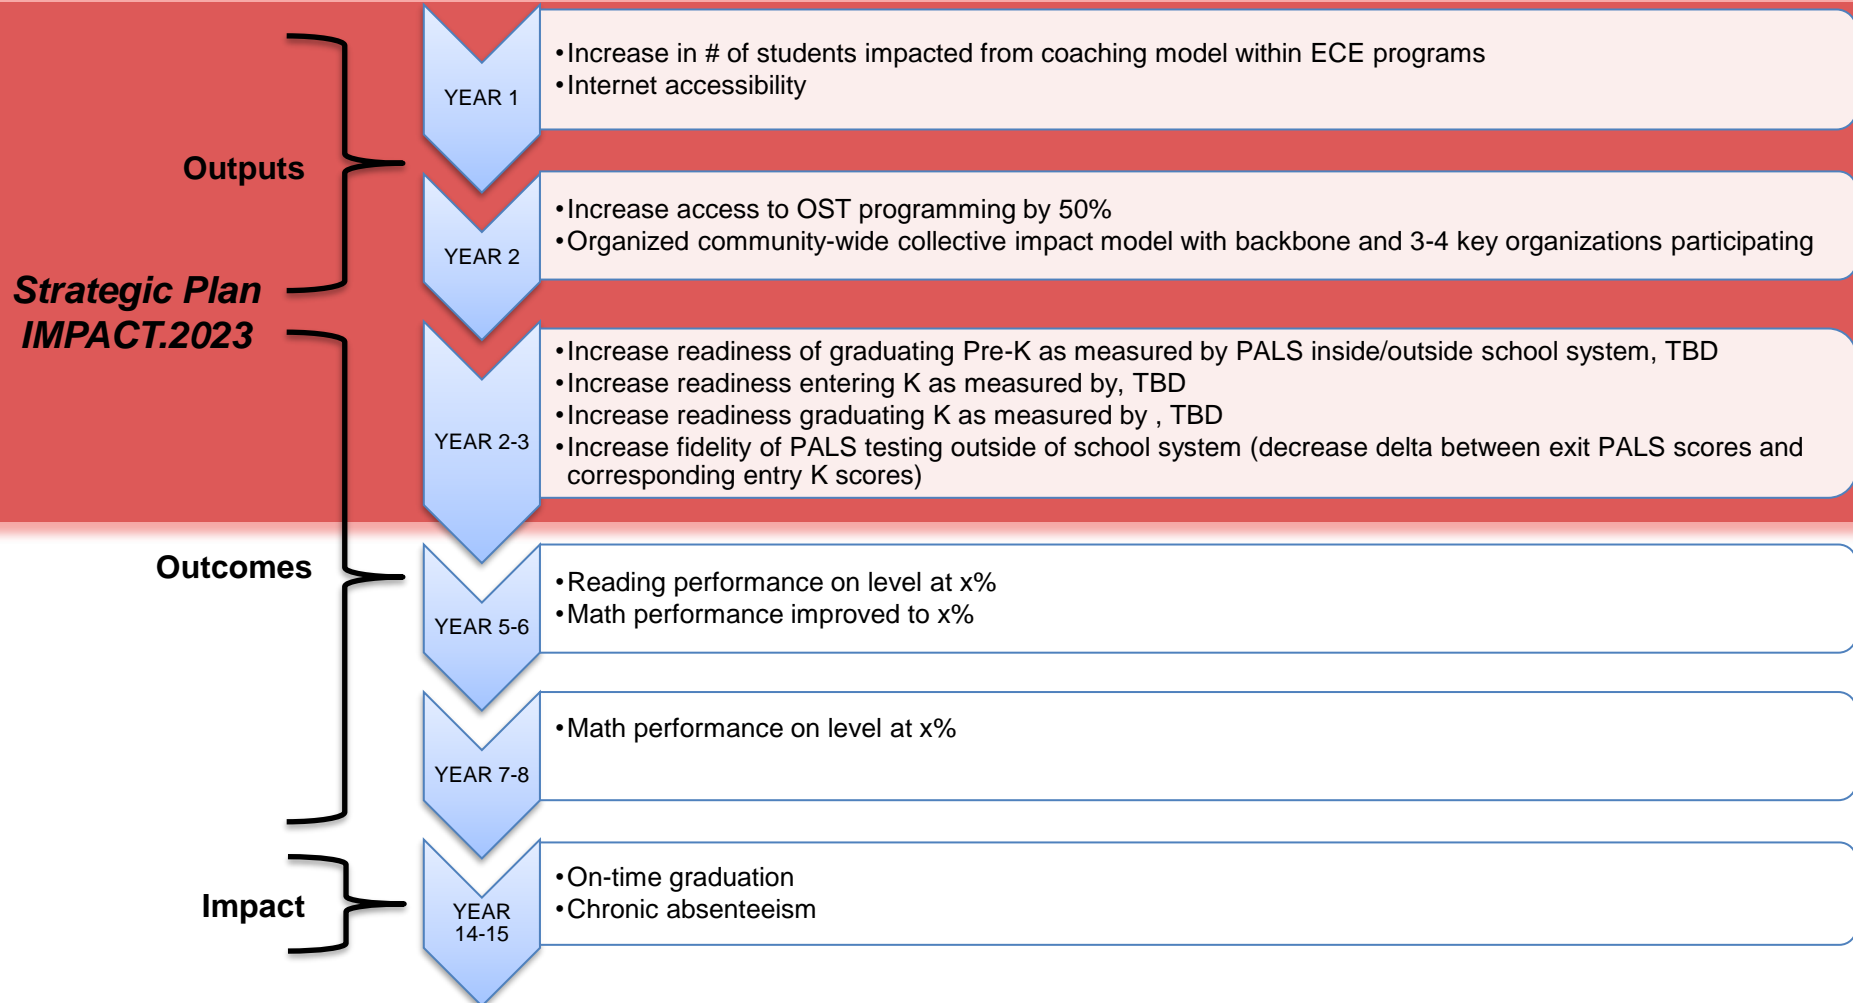 Strategic Plan
IMPACT.2023
Outputs
YEAR 1
•Increase in # of students impacted from coaching model within ECE programs
•Internet accessibility
YEAR 2
•Increase access to OST programming by 50%
•Organized community-wide collective impact model with backbone and 3-4 key organizations participating
Outcomes
YEAR 2-3
•Increase readiness of graduating Pre-K as measured by PALS inside/outside school system, TBD
•Increase readiness entering K as measured by, TBD
•Increase readiness graduating K as measured by , TBD
•Increase fidelity of PALS testing outside of school system (decrease delta between exit PALS scores and
corresponding entry K scores)
YEAR 5-6
•Reading performance on level at x%
•Math performance improved to x%
YEAR 7-8
•Math performance on level at x%
Impact
YEAR
14-15
•On-time graduation
•Chronic absenteeism